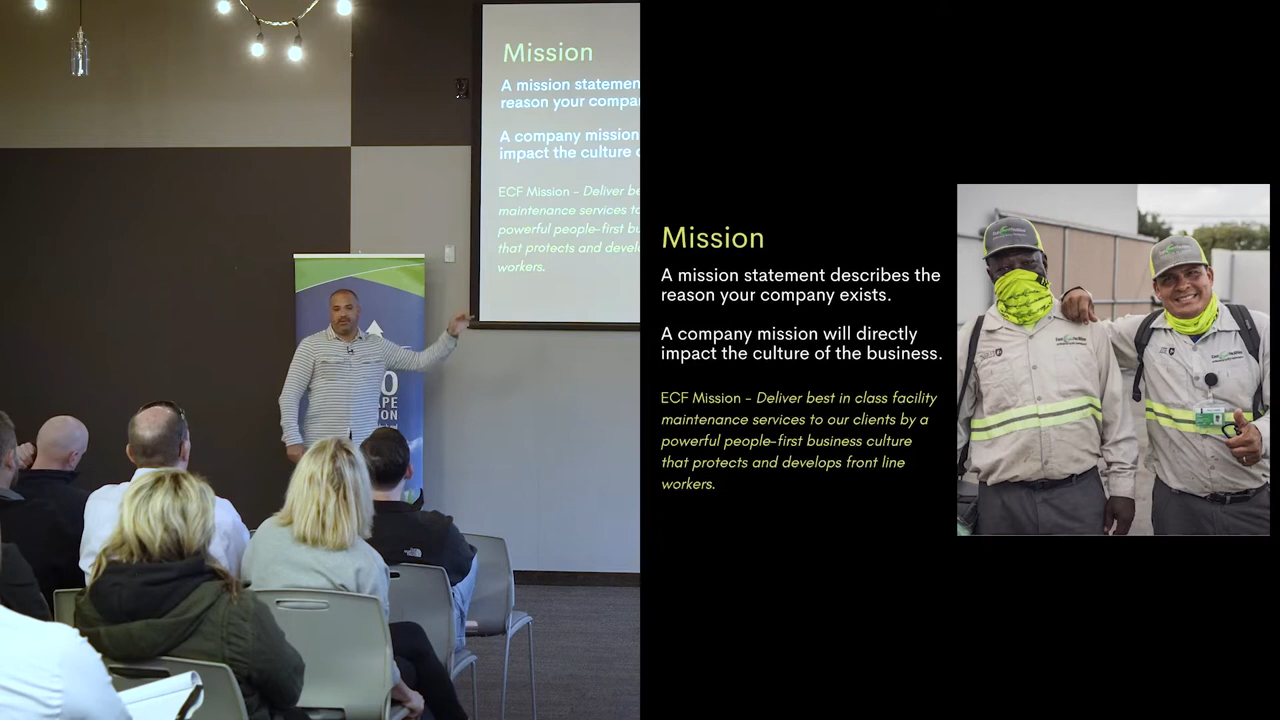 Mission
A mission statemen
reason your compa
A company mission
impact the culture
ECF Mission - Deliver be
maintenance services to
powerful people-first bu
that protects and develo
workers.
Mission
A mission statement describes the
reason your company exists.
A company mission will directly
impact the culture of the business.
ECF Mission - Deliver best in class facility
maintenance services to our clients by a
powerful people-first business culture
that protects and develops front line
workers.